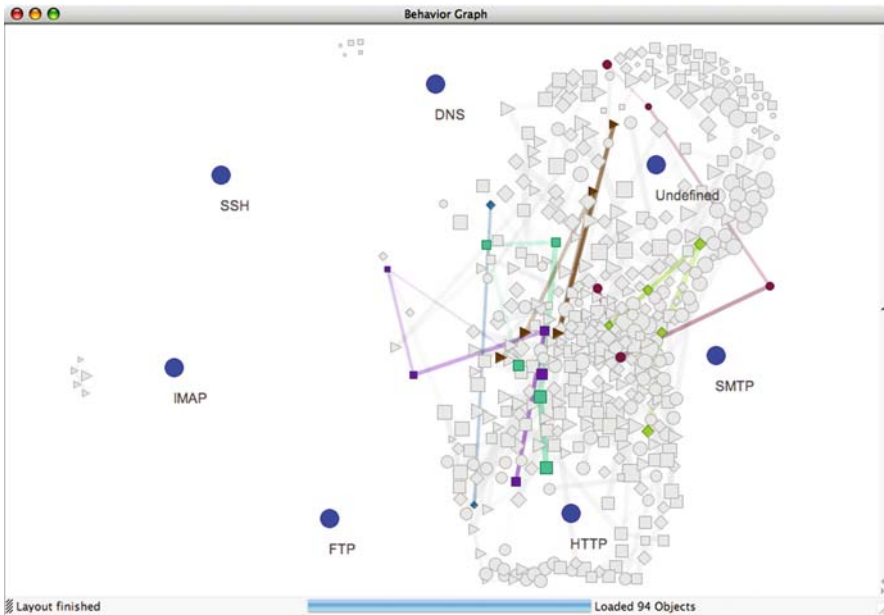 Behavior Graph
DNS
Undefined
SSH
SMTP
IMAP
HTTP
FTP
Layout finished
Loaded 94 Objects